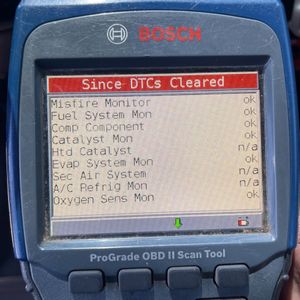 BOSCH
Since DTCs Cleared
Misfire Monitor ok
Fuel System Mon ok
Comp Component ok
Catalyst Mon ok
Htd Catalyst n/a
Evap System Mon ok
Sec Air System n/a
A/C Refrig Mon n/a
Oxygen Sens Mon ok
ProGrade OBD II Scan Tool